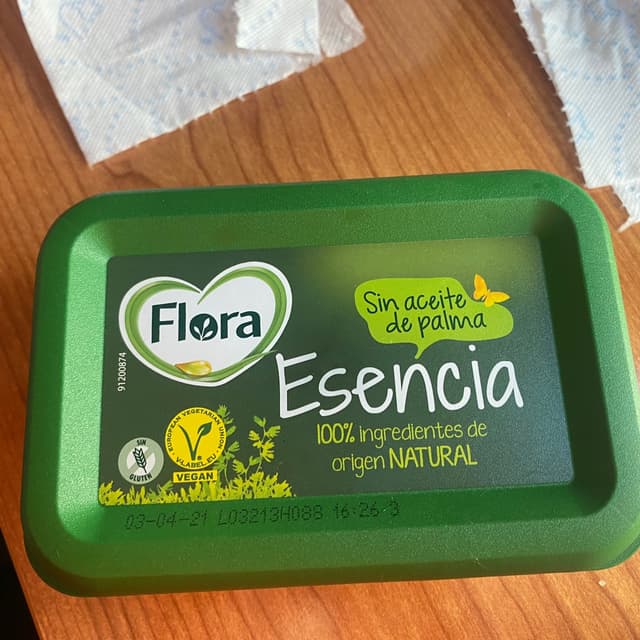 Flora
Sin aceite
de palma
Esencia
100% ingredientes de
origen NATURAL
91200874
SIN
GLUTEN
EUROPEAN VEGETARIAN UNION
VLABEL.EU
VEGAN
03-04-21 L03213H088 16:26 3